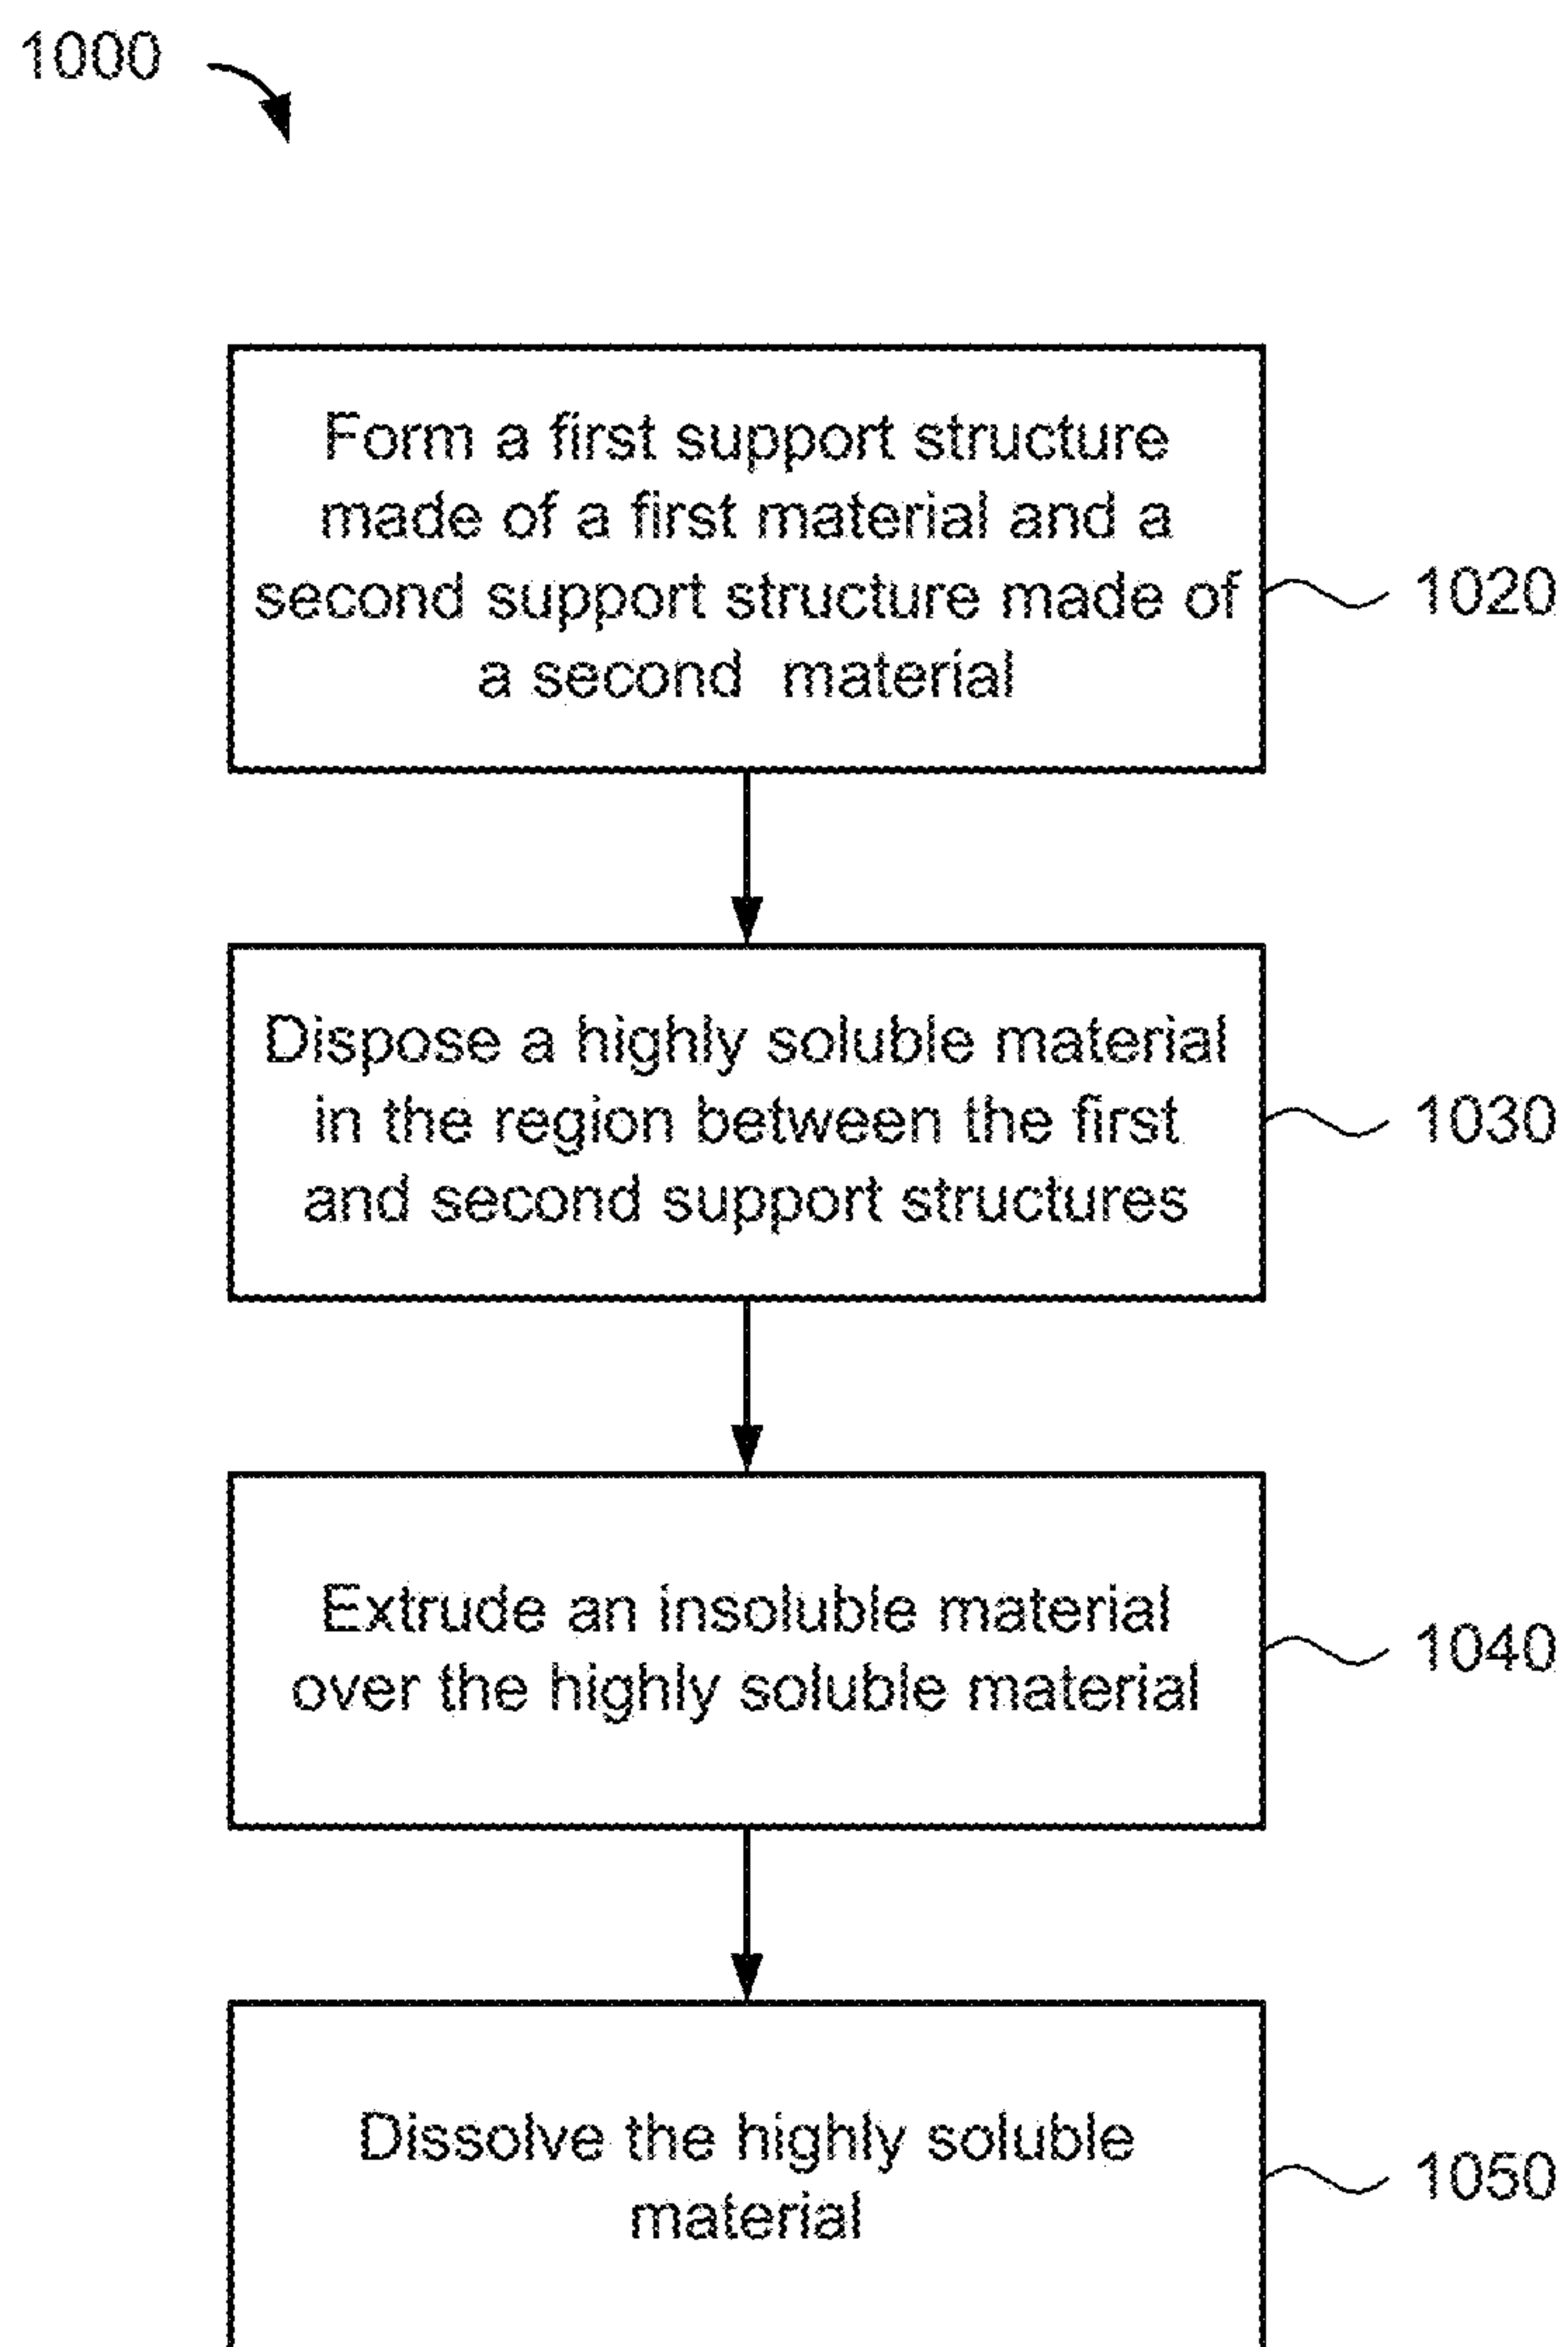 1000
Form a first support structure
made of a first material and a
second support structure made of
a second material
1020
Dispose a highly soluble material
in the region between the first
and second support structures
1030
Extrude an insoluble material
over the highly soluble material
1040
Dissolve the highly soluble
material
1050